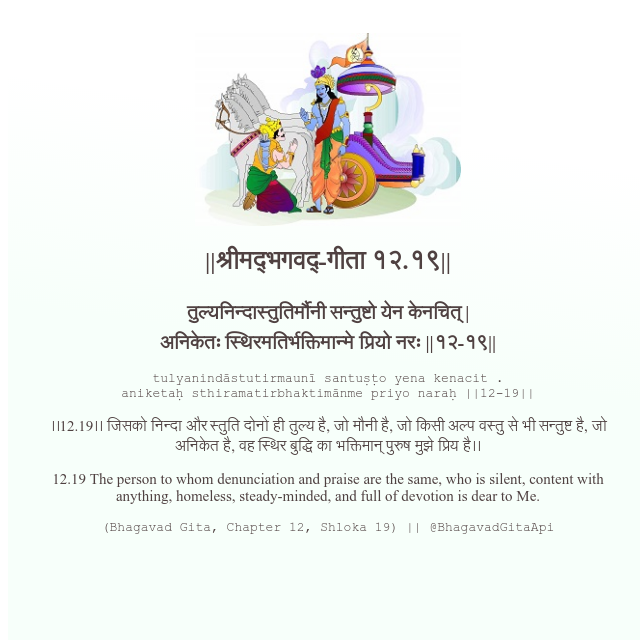 ||श्रीमद्‍भगवद्‍-गीता १२.१९||
तुल्यनिन्दास्तुतिर्मौनी सन्तुष्टो येन केनचित् |
अनिकेतः स्थिरमतिर्भक्तिमान्मे प्रियो नरः ||१२-१९||
tulyanindāstutirmaunī santuṣṭo yena kenacit .
aniketaḥ sthiramatirbhaktimānme priyo naraḥ ||12-19||
।।12.19।। जिसको निन्दा और स्तुति दोनों ही तुल्य है, जो मौनी है, जो किसी अल्प वस्तु से भी सन्तुष्ट है, जो
अनिकेत है, वह स्थिर बुद्धि का भक्तिमान् पुरुष मुझे प्रिय है।।
12.19 The person to whom denunciation and praise are the same, who is silent, content with
anything, homeless, steady-minded, and full of devotion is dear to Me.
(Bhagavad Gita, Chapter 12, Shloka 19) || @BhagavadGitaApi